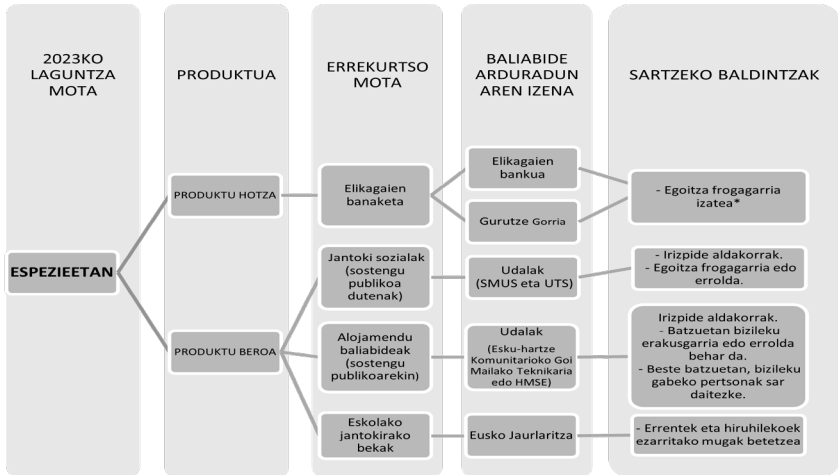 2023KO
LAGUNTZA
MOTA
PRODUKTUA
ERREKURTSO
MOTA
BALIABIDE
ARDURADUN
AREN IZENA
SARTZEKO BALDINTZAK
ESPEZIEETAN
PRODUKTU HOTZA
Elikagaien
banaketa
Elikagaien
bankua
Gurutze Gorria
- Egoitza frogagarria
izatea*
PRODUKTU BEROA
Jantoki sozialak
(sostengu
publikoa
dutenak)
Udalak
(SMUS eta UTS)
- Irizpide aldakorrak.
- Egoitza frogagarria edo
errolda.
Alojamendu
baliabideak
(sostengu
publikoarekin)
Udalak
(Esku-hartze
Komunitarioko Goi
Mailako Teknikaria
edo HMSE)
Irizpide aldakorrak.
- Batzuetan bizileku
erakusgarria edo errolda
behar da.
- Beste batzuetan, bizileku
gabeko pertsonak sar
daitezke.
Eskolako
jantokirako
bekak
Eusko Jaurlaritza
- Errentek eta hiruhilekoek
ezarritako mugak betetzea